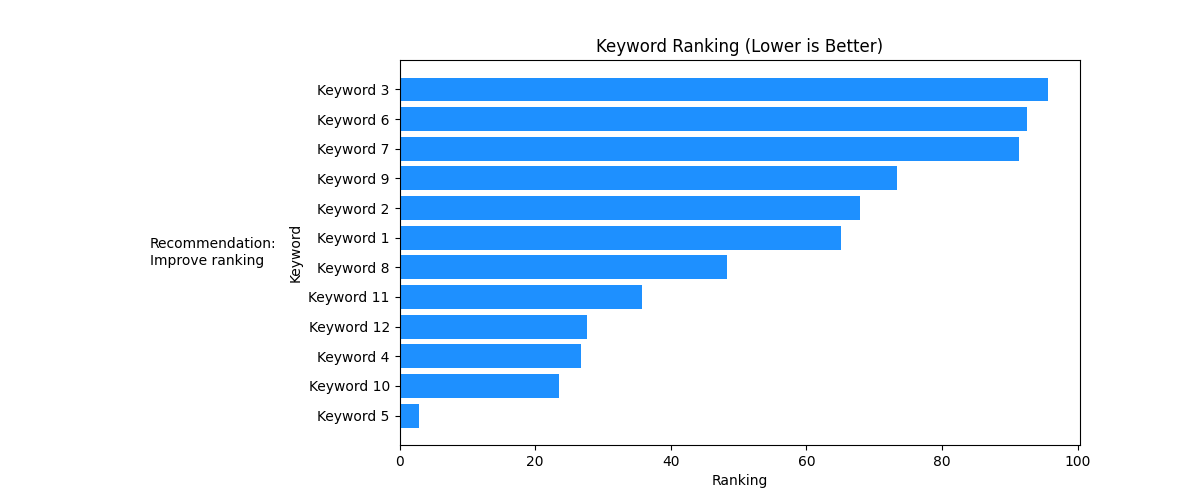 Keyword Ranking (Lower is Better)
Keyword 3
Keyword 6
Keyword 7
Keyword 9
Keyword 2
Keyword 1
Keyword 8
Keyword 11
Keyword 12
Keyword 4
Keyword 10
Keyword 5
Keyword
Recommendation:
Improve ranking
0 20 40 60 80 100
Ranking